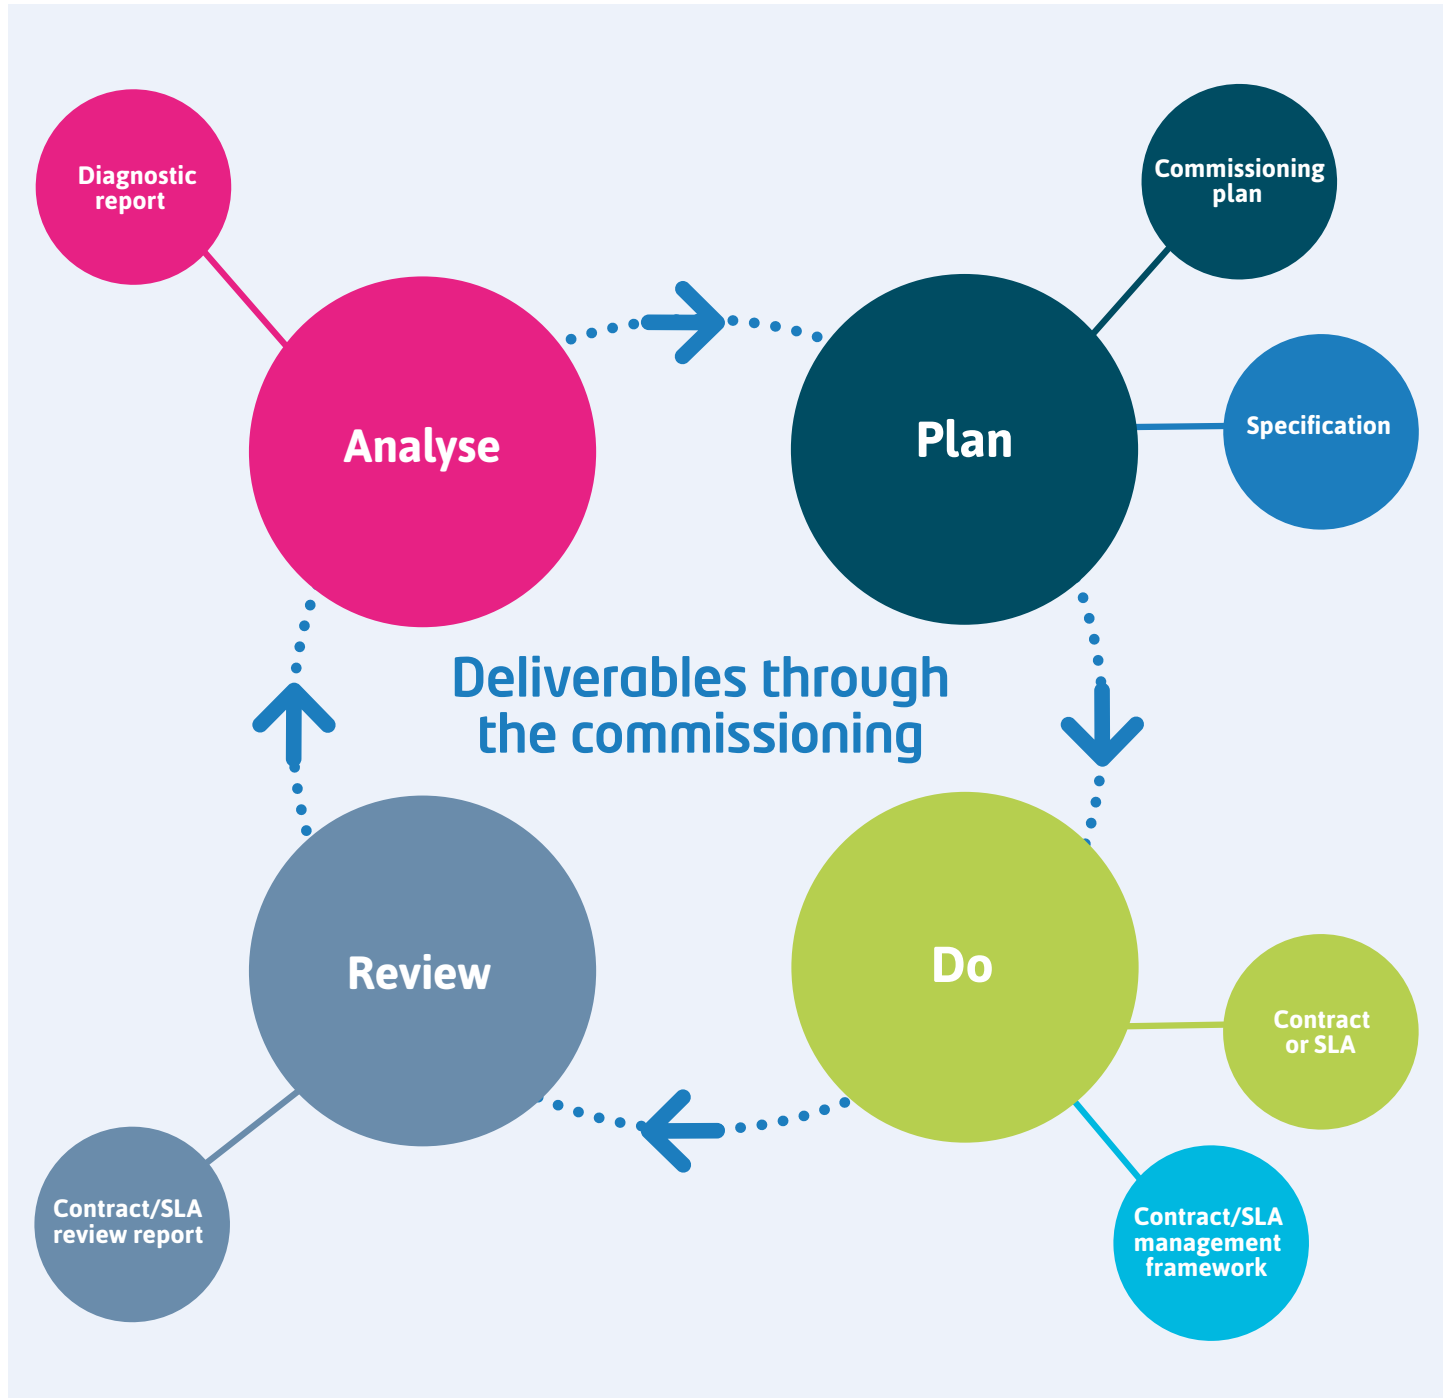 Diagnostic
report
Commissioning
plan
Analyse
Plan
Specification
Deliverables through
the commissioning
Review
Do
Contract
or SLA
Contract/SLA
review report
Contract/SLA
management
framework